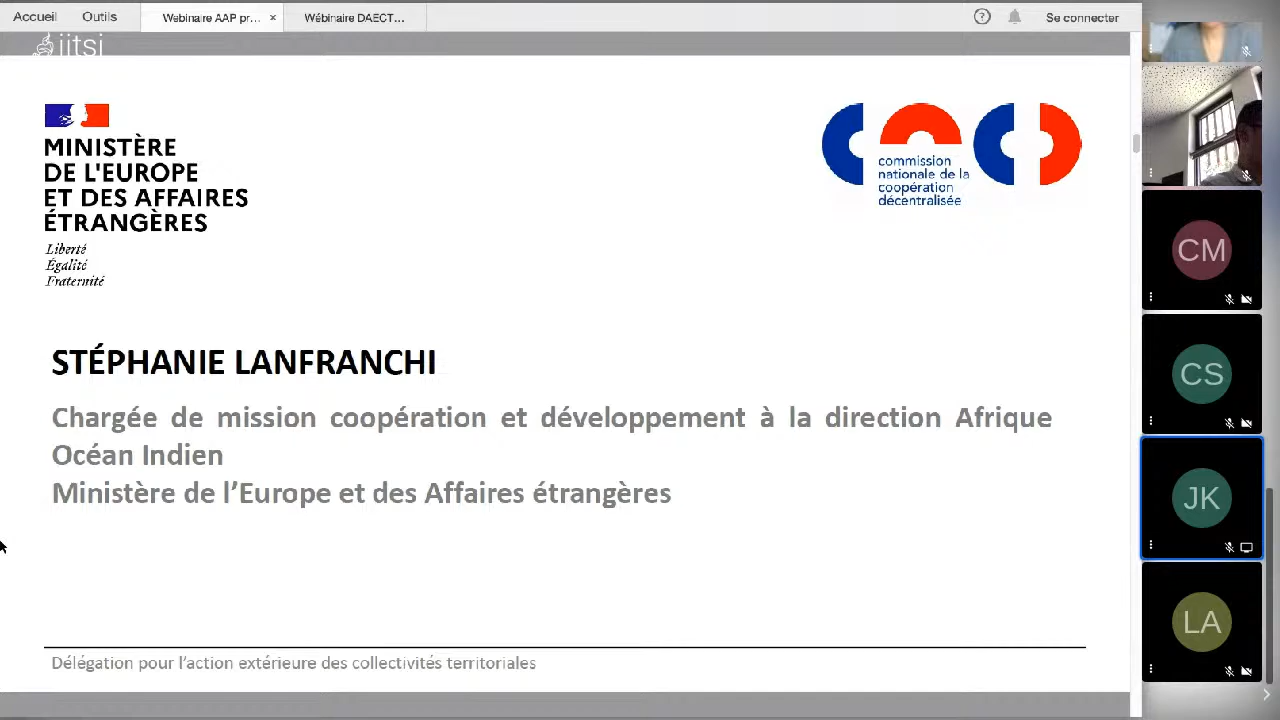 Accueil Outils Webinaire AAP pr... × Wébinaire DAECT... ? Se connecter
jitsi
MINISTÈRE
DE L'EUROPE
ET DES AFFAIRES
ÉTRANGÈRES
Liberté
Égalité
Fraternité
commission
nationale de la
coopération
décentralisée
STÉPHANIE LANFRANCHI
Chargée de mission coopération et développement à la direction Afrique
Océan Indien
Ministère de l’Europe et des Affaires étrangères
Délégation pour l’action extérieure des collectivités territoriales
CM
CS
JK
LA